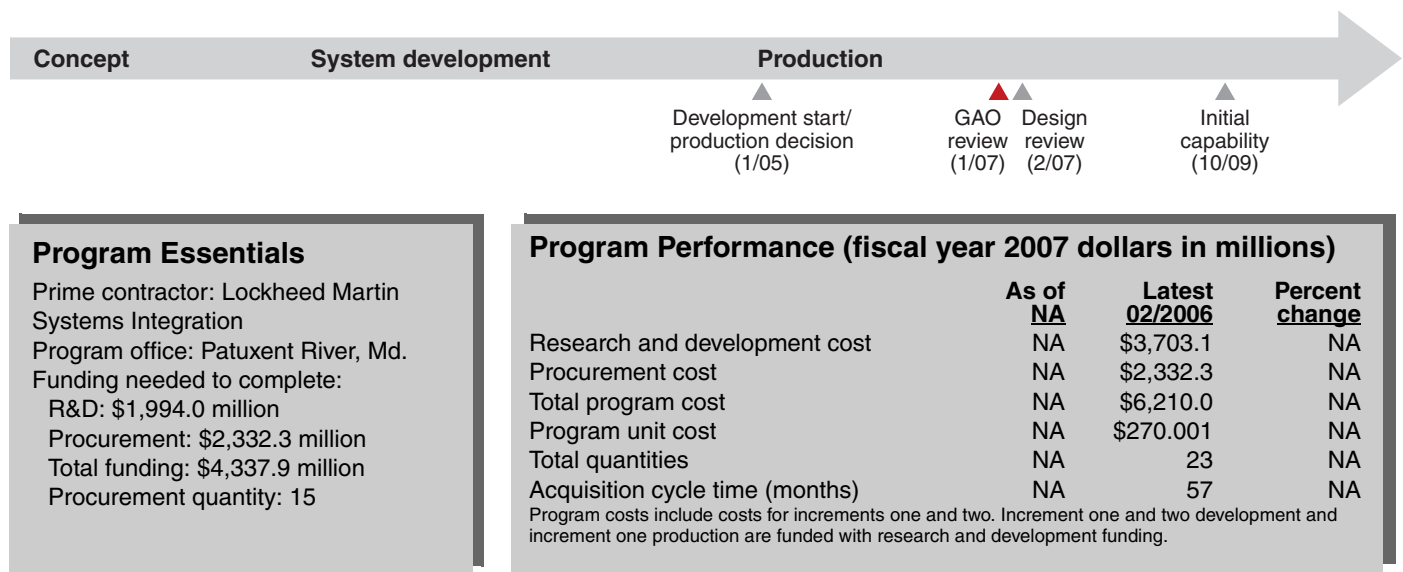 Concept System development Production
Development start/
production decision
(1/05)
GAO
review
(1/07)
Design
review
(2/07)
Initial
capability
(10/09)
Program Essentials
Prime contractor: Lockheed Martin
Systems Integration
Program office: Patuxent River, Md.
Funding needed to complete:
R&D: $1,994.0 million
Procurement: $2,332.3 million
Total funding: $4,337.9 million
Procurement quantity: 15
Program Performance (fiscal year 2007 dollars in millions)
As of Latest Percent
NA 02/2006 change
Research and development cost NA $3,703.1 NA
Procurement cost NA $2,332.3 NA
Total program cost NA $6,210.0 NA
Program unit cost NA $270.001 NA
Total quantities NA 23 NA
Acquisition cycle time (months) NA 57 NA
Program costs include costs for increments one and two. Increment one and two development and
increment one production are funded with research and development funding.